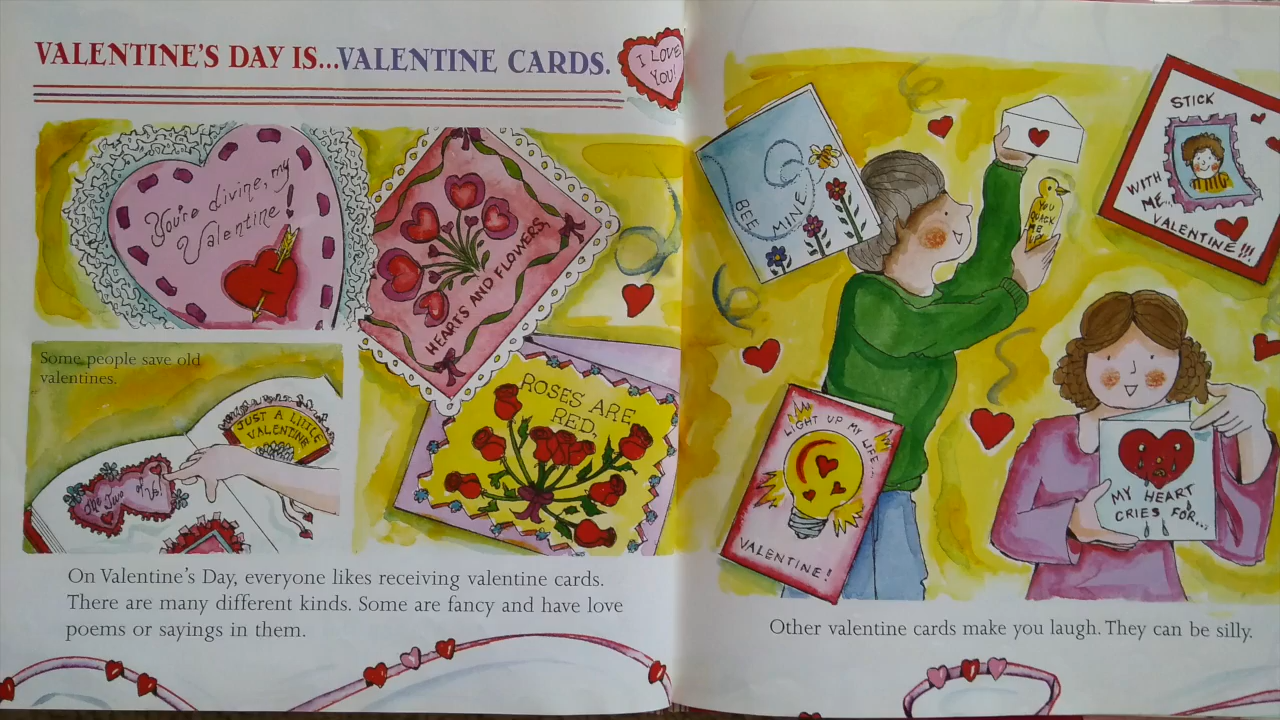 VALENTINE'S DAY IS...VALENTINE CARDS.
I LOVE
YOU!
You're divine, my
Valentine!
HEARTS AND FLOWERS
Some people save old
valentines.
JUST A LITTLE
VALENTINE
The Two of Us!
ROSES ARE
RED,
On Valentine's Day, everyone likes receiving valentine cards.
There are many different kinds. Some are fancy and have love
poems or sayings in them.
BEE
MINE
YOU
QUACK
ME
UP!
STICK
WITH
ME...
VALENTINE!!!
LIGHT UP MY LIFE...
VALENTINE!
MY HEART
CRIES FOR...
Other valentine cards make you laugh. They can be silly.